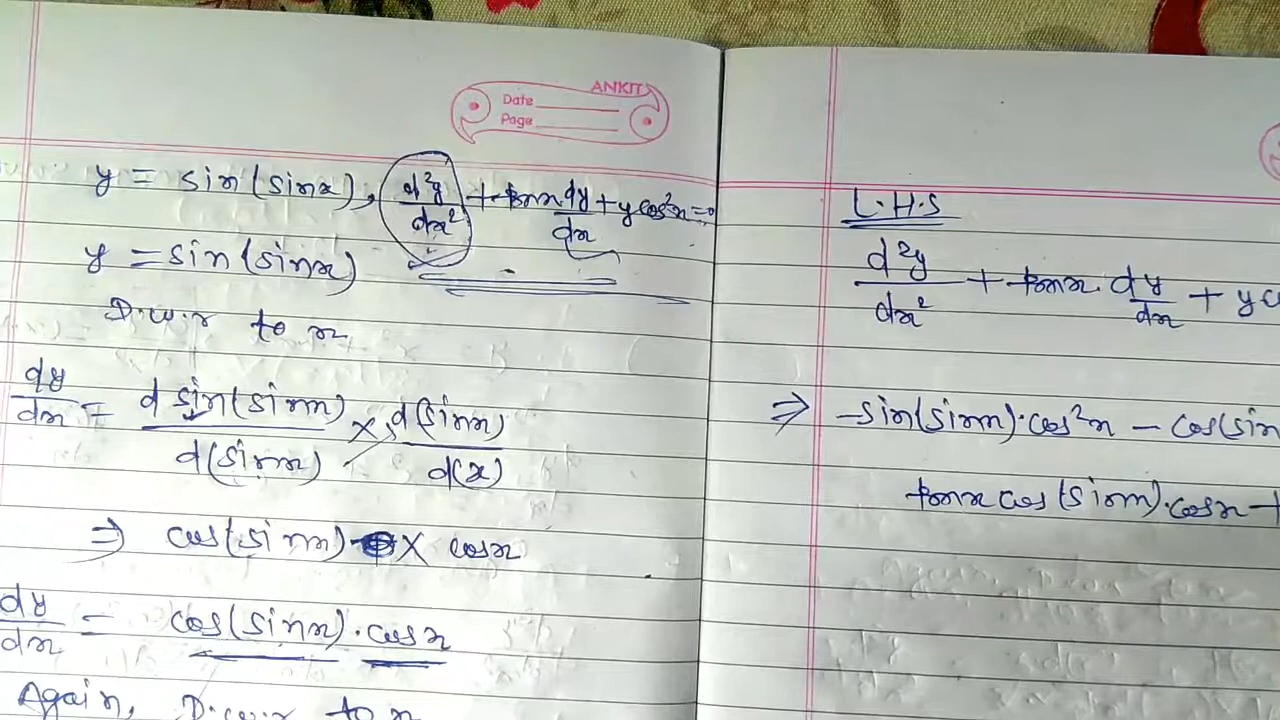 ANKIT
Date
Page
y = sin(sinx), d²y/dx² + tanx dy/dx + ycos²x=0
y = sin(sinx)
D.w.r to x
dy/dx = d sin(sinx)/d(sinx) × d(sinx)/d(x)
⇒ cos(sinx) × cosx
dy/dx = cos(sinx).cosx
Again, D.w.r to x
L.H.S
d²y/dx² + tanx. dy/dx + yc
⇒ -sin(sinx).cos²x - cos(sin
tanx cos(sinx).cosx +